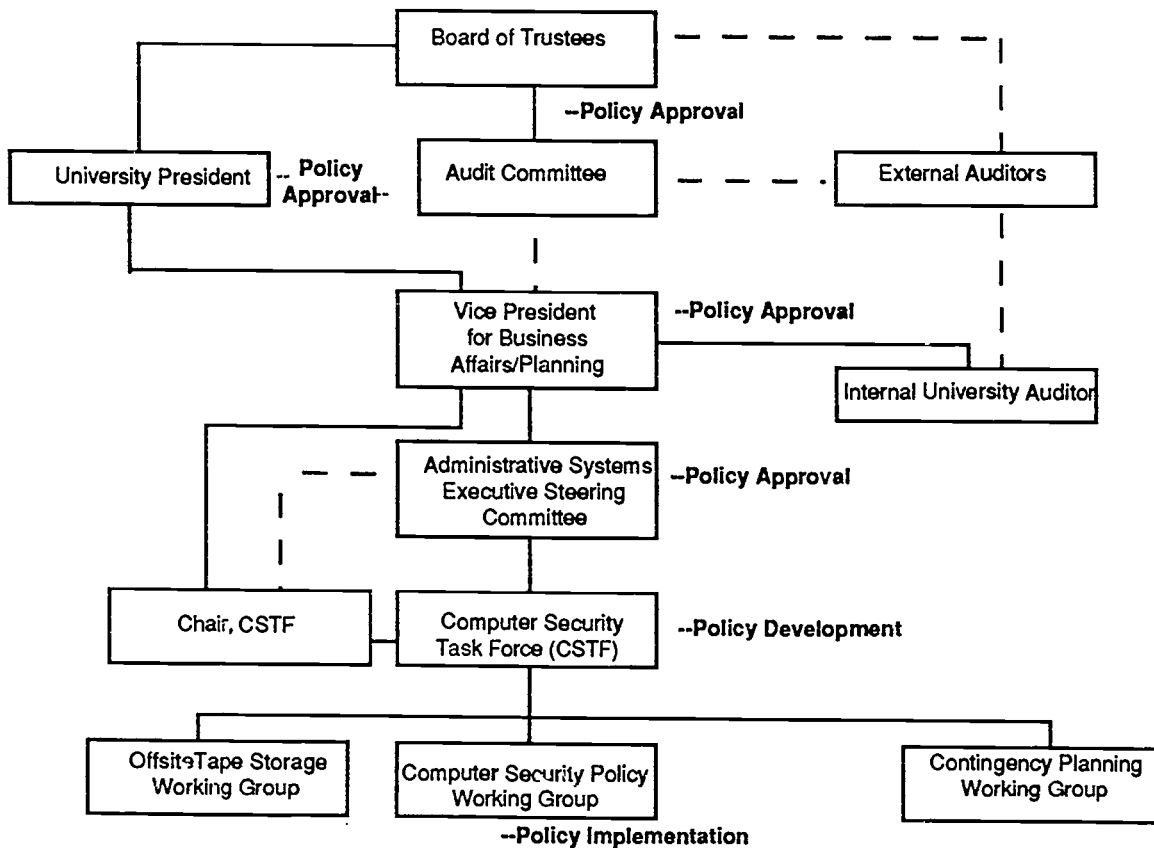 Board of Trustees
--Policy Approval
University President
-- Policy
Approval--
Audit Committee
External Auditors
Vice President
for Business
Affairs/Planning
--Policy Approval
Internal University Auditor
Administrative Systems
Executive Steering
Committee
--Policy Approval
Chair, CSTF
Computer Security
Task Force (CSTF)
--Policy Development
Offsite Tape Storage
Working Group
Computer Security Policy
Working Group
Contingency Planning
Working Group
--Policy Implementation